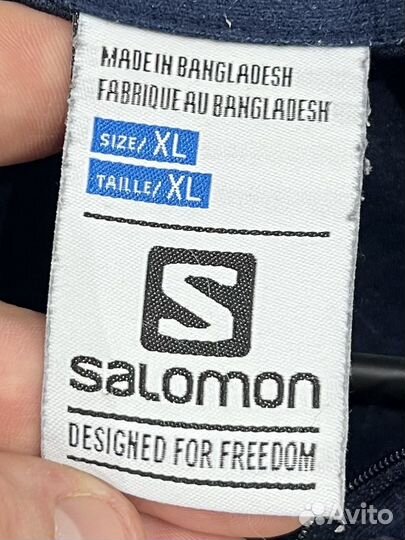 MADE IN BANGLADESH
FABRIQUE AU BANGLADESH
SIZE/ XL
TAILLE/ XL
S
salomon
DESIGNED FOR FREEDOM
Avito